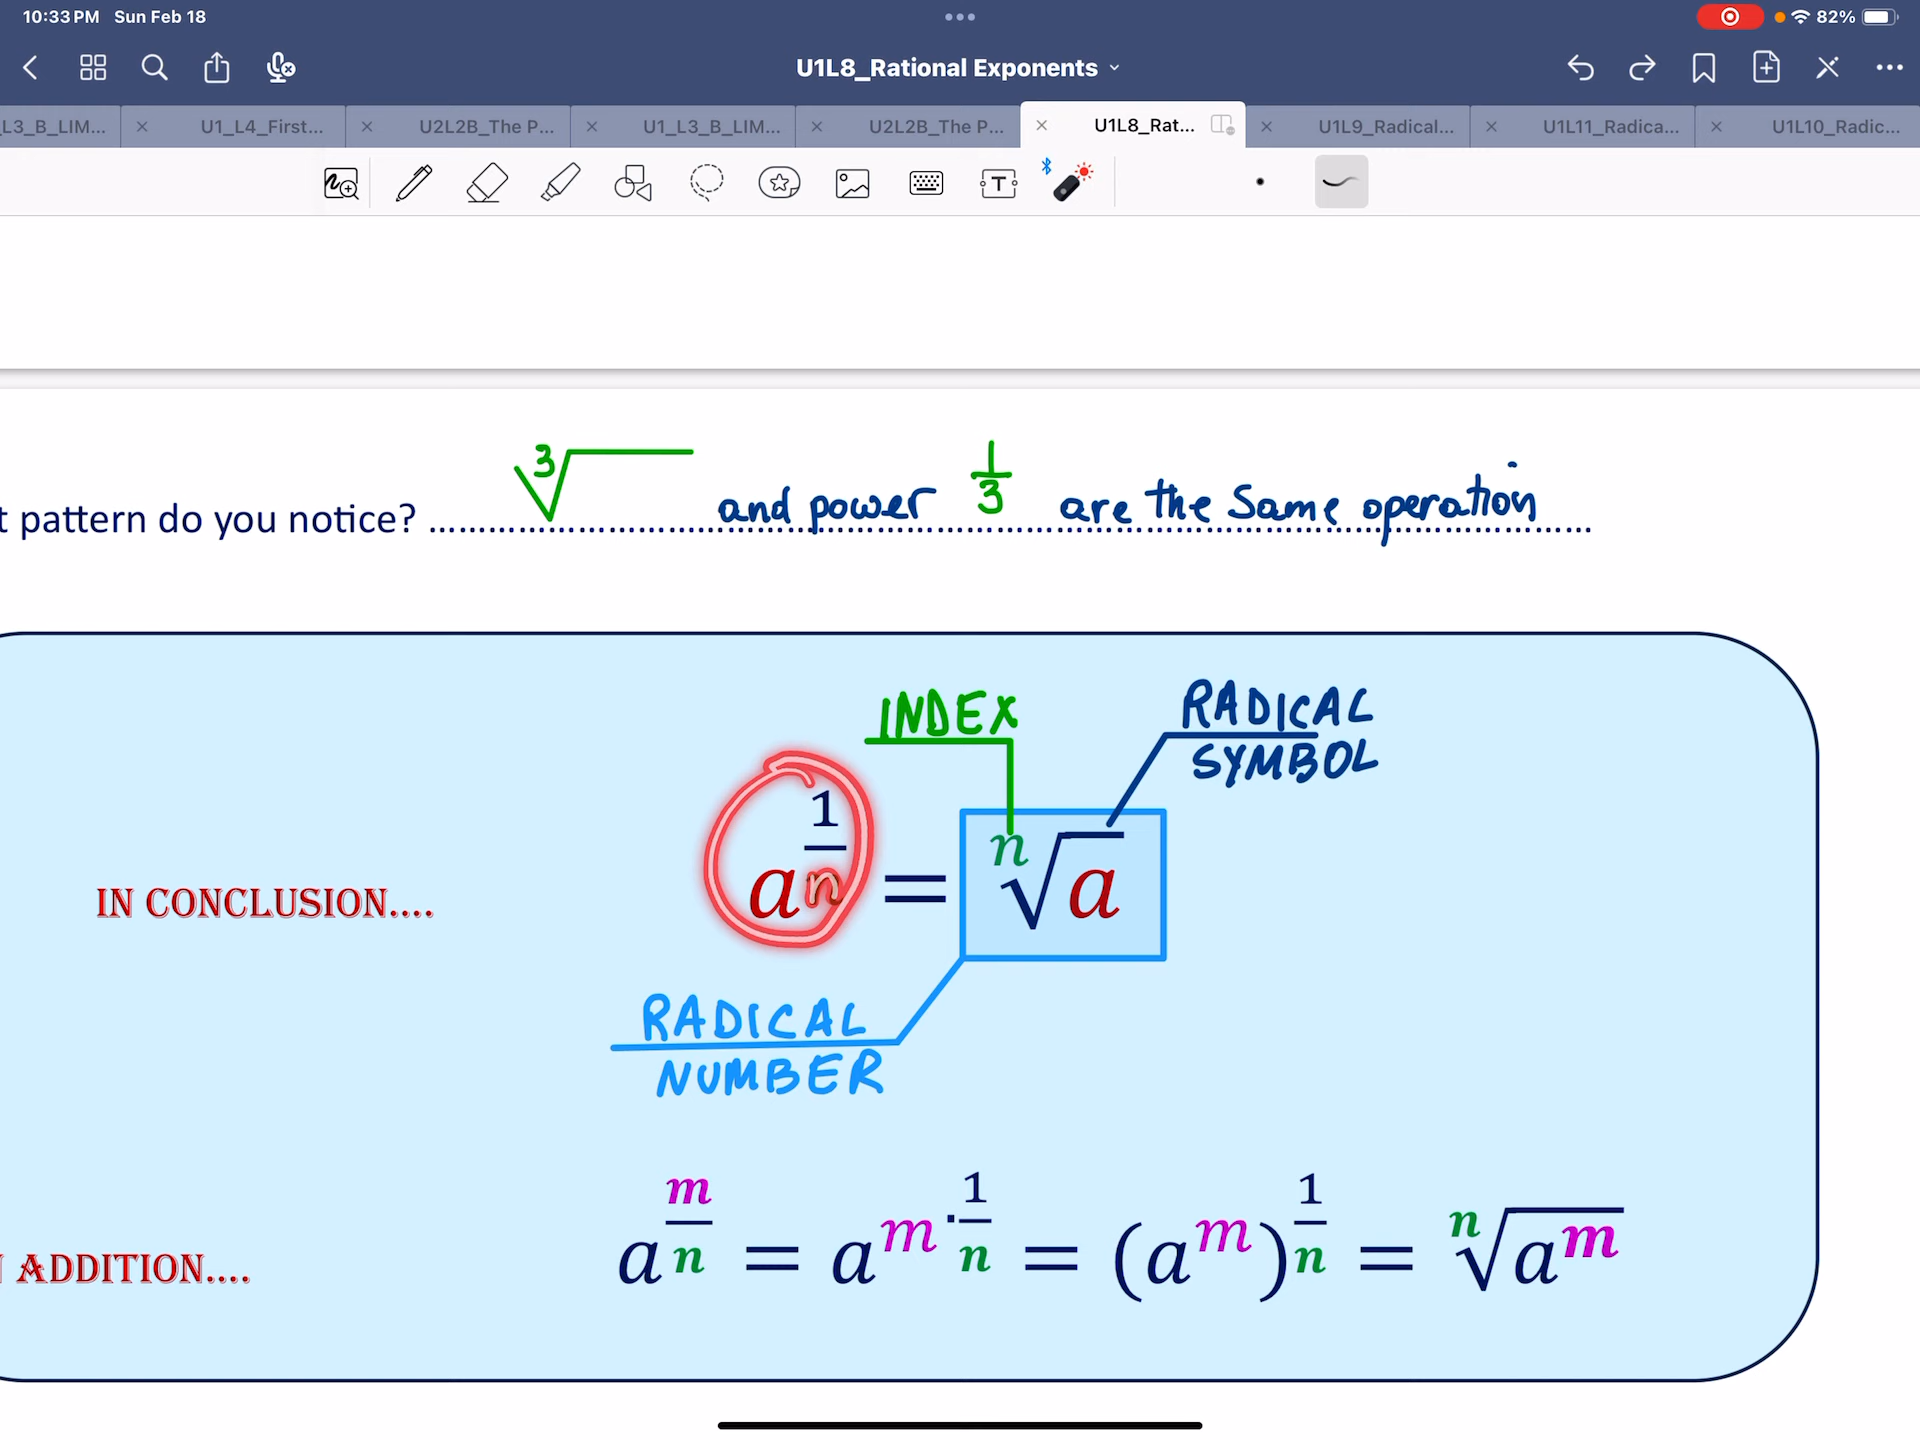 10:33 PM Sun Feb 18 82%
U1L8_Rational Exponents
_L3_B_LIM... U1_L4_First... U2L2B_The P... U1_L3_B_LIM... U2L2B_The P... U1L8_Rat... U1L9_Radical... U1L11_Radica... U1L10_Radic...
t pattern do you notice? ∛ and power 1/3 are the same operation
INDEX
RADICAL
SYMBOL
a^(1/n) = ⁿ√a
IN CONCLUSION....
RADICAL
NUMBER
ADDITION.... a^(m/n) = a^(m·1/n) = (a^m)^(1/n) = ⁿ√(a^m)